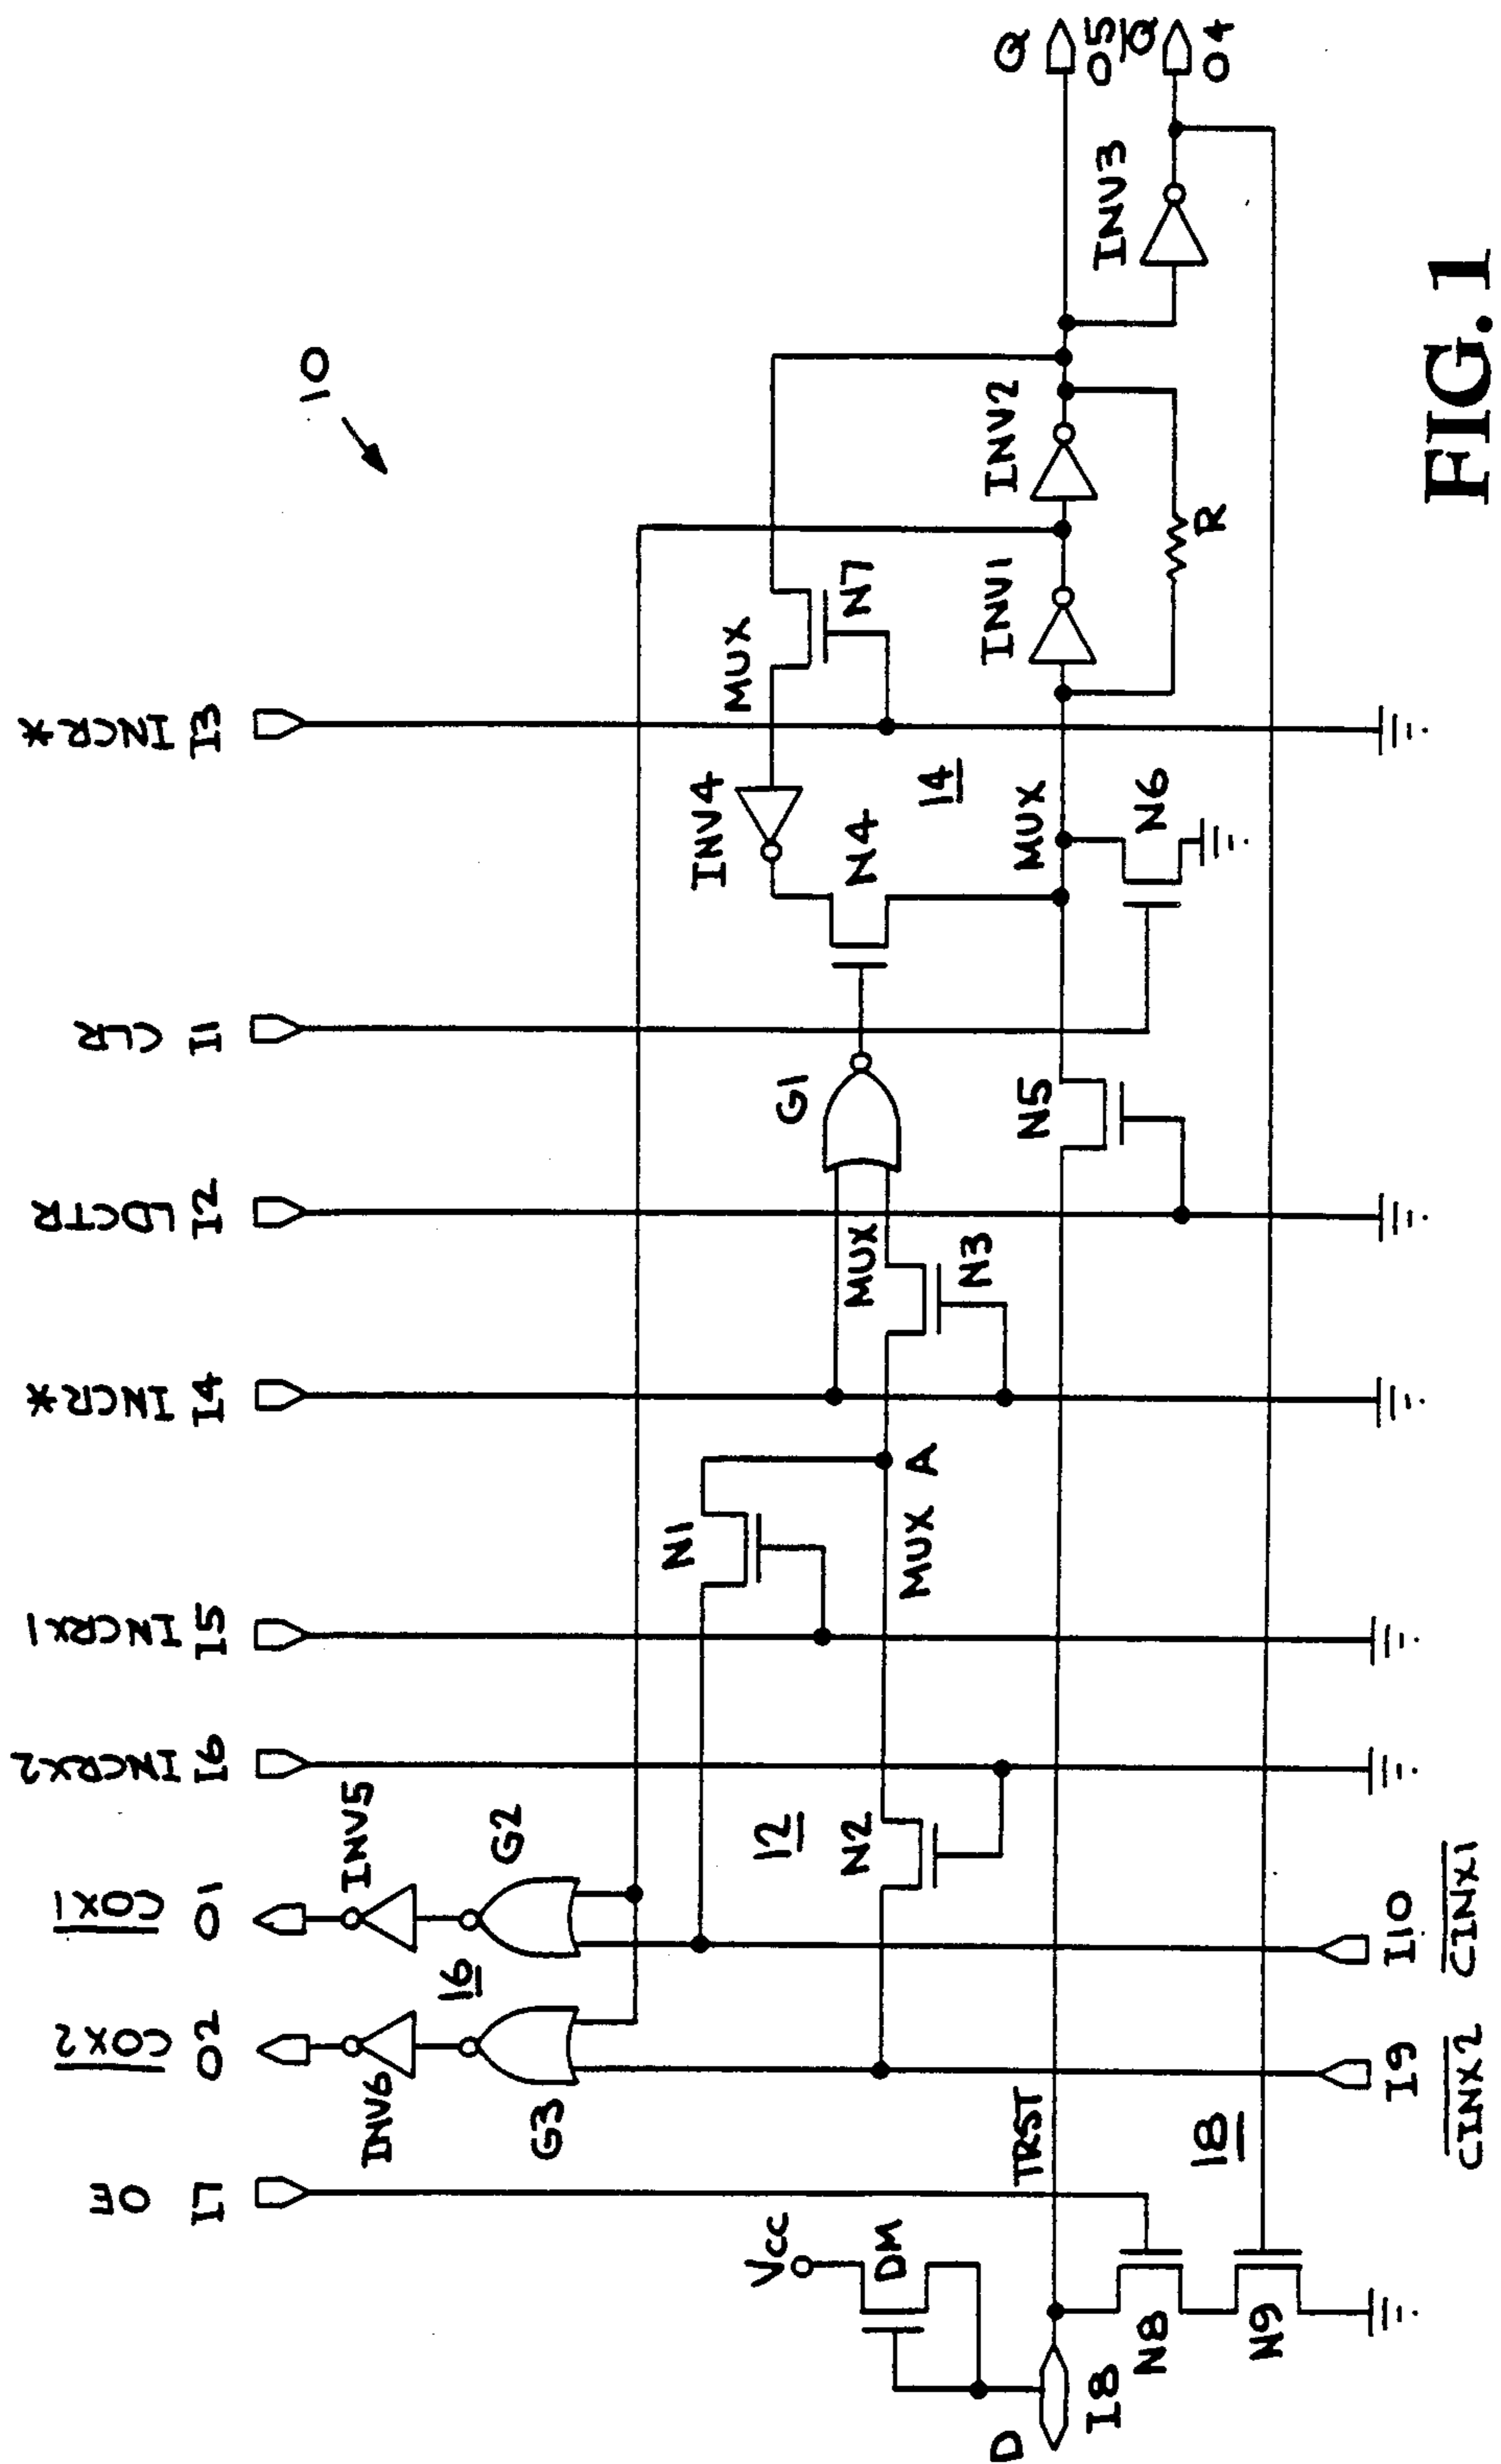 10
INCR* I3
CLR I1
LDCTR I2
INCR* I4
INCRX1 I5
INCRX2 I6
COX1 O1
COX2 O2
OE I7
Q
O5
Q
O4
INV3
INV2
INV1
R
MUX
N7
INV4
N4
14
MUX
N6
G1
N5
MUX
N3
A
MUX
N1
INV5
G2
12
N2
16
INV6
G3
TRST
18
Vcc
DM
D
I8
N8
N9
I10
CINX1
I9
CINX2
FIG. 1